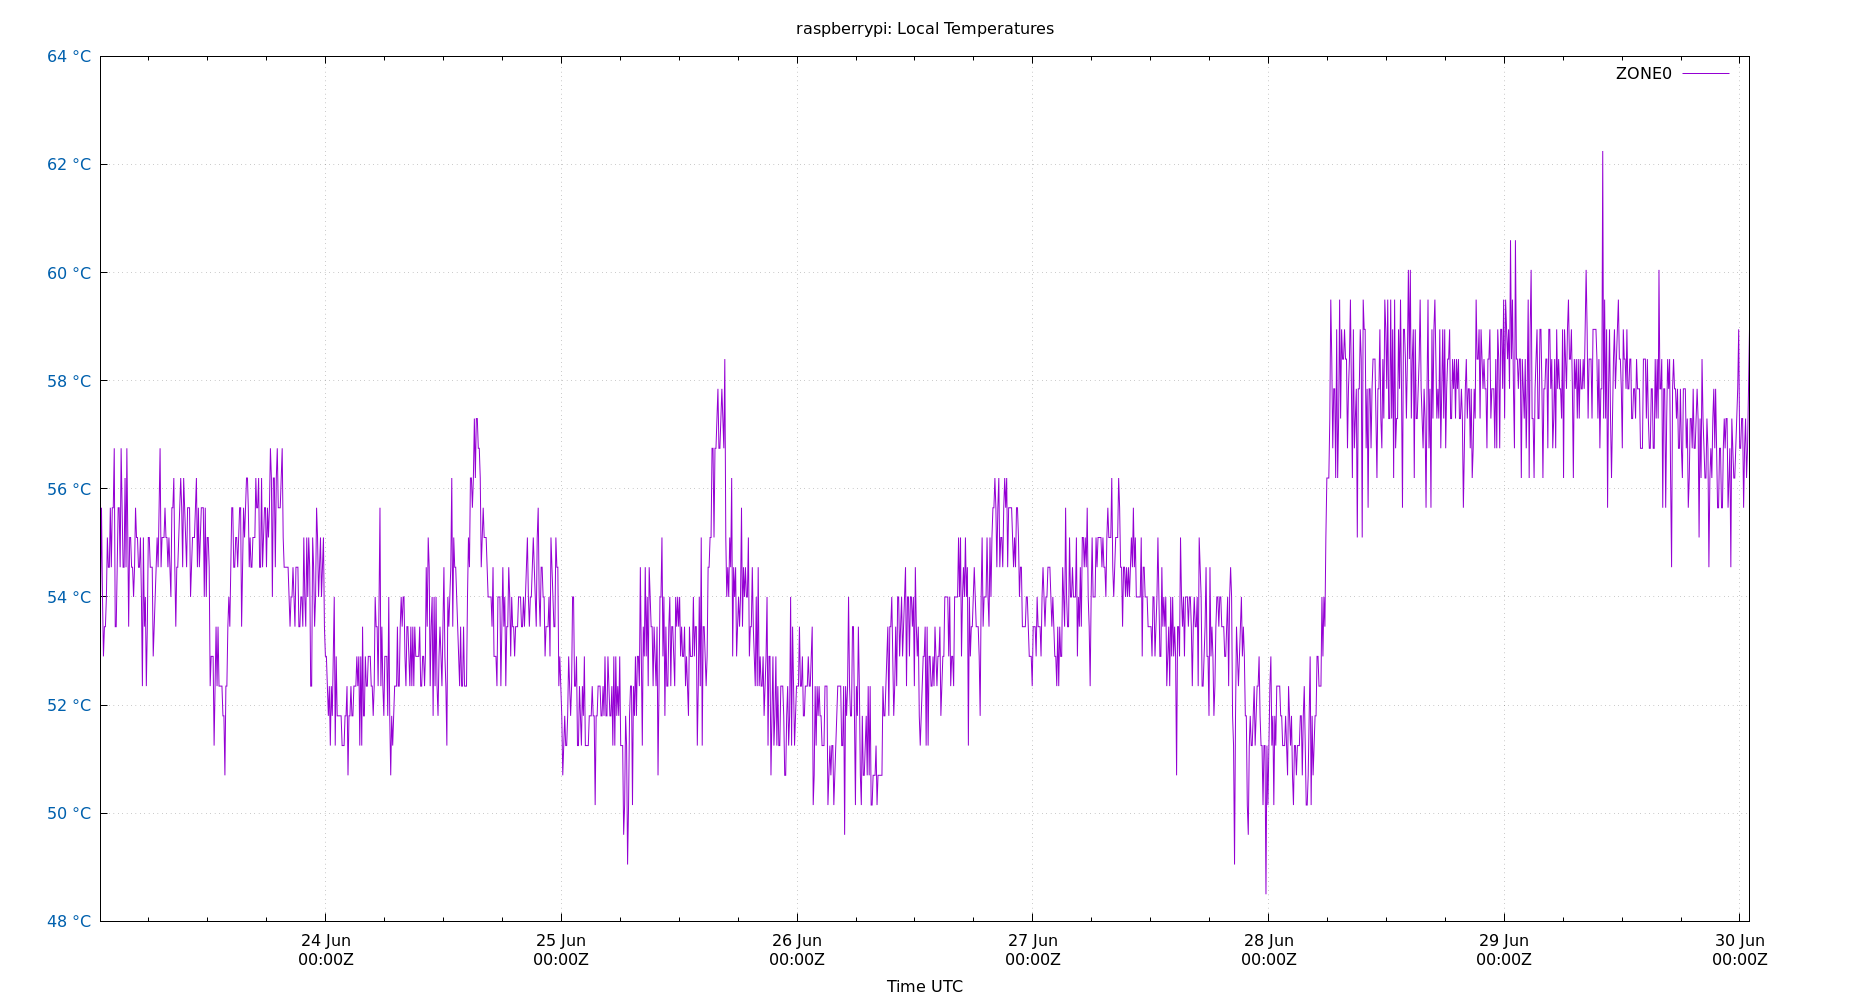 raspberrypi: Local Temperatures
64 °C
ZONE0
62 °C
60 °C
58 °C
56 °C
54 °C
52 °C
50 °C
48 °C
24 Jun 25 Jun 26 Jun 27 Jun 28 Jun 29 Jun 30 Jun
00:00Z 00:00Z 00:00Z 00:00Z 00:00Z 00:00Z 00:00Z
Time UTC